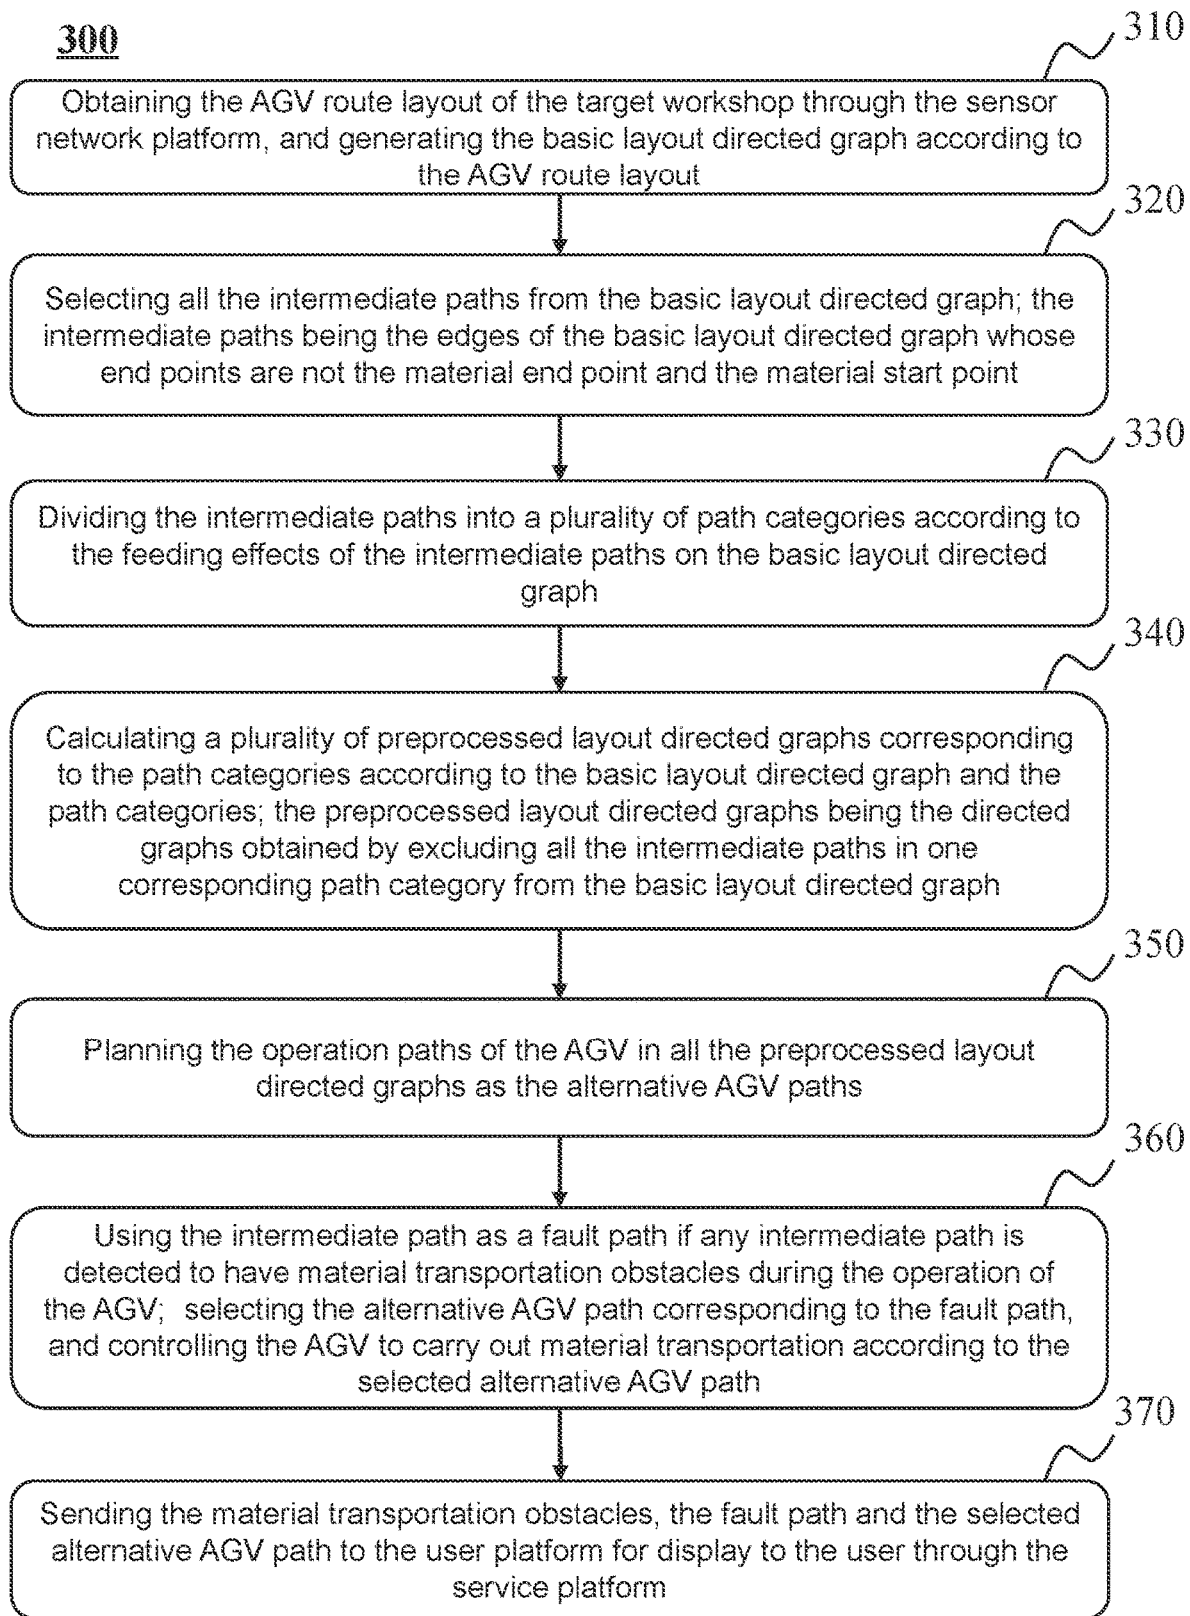 300
310
Obtaining the AGV route layout of the target workshop through the sensor
network platform, and generating the basic layout directed graph according to
the AGV route layout
320
Selecting all the intermediate paths from the basic layout directed graph; the
intermediate paths being the edges of the basic layout directed graph whose
end points are not the material end point and the material start point
330
Dividing the intermediate paths into a plurality of path categories according to
the feeding effects of the intermediate paths on the basic layout directed
graph
340
Calculating a plurality of preprocessed layout directed graphs corresponding
to the path categories according to the basic layout directed graph and the
path categories; the preprocessed layout directed graphs being the directed
graphs obtained by excluding all the intermediate paths in one
corresponding path category from the basic layout directed graph
350
Planning the operation paths of the AGV in all the preprocessed layout
directed graphs as the alternative AGV paths
360
Using the intermediate path as a fault path if any intermediate path is
detected to have material transportation obstacles during the operation of
the AGV; selecting the alternative AGV path corresponding to the fault path,
and controlling the AGV to carry out material transportation according to the
selected alternative AGV path
370
Sending the material transportation obstacles, the fault path and the selected
alternative AGV path to the user platform for display to the user through the
service platform